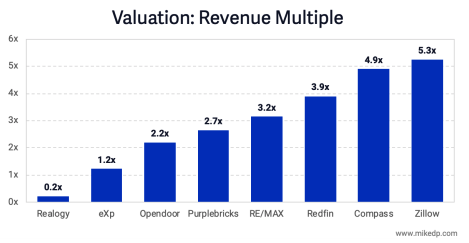 Valuation: Revenue Multiple
6x
5x
4x
3x
2x
1x
0x
0.2x
1.2x
2.2x
2.7x
3.2x
3.9x
4.9x
5.3x
Realogy eXp Opendoor Purplebricks RE/MAX Redfin Compass Zillow
www.mikedp.com